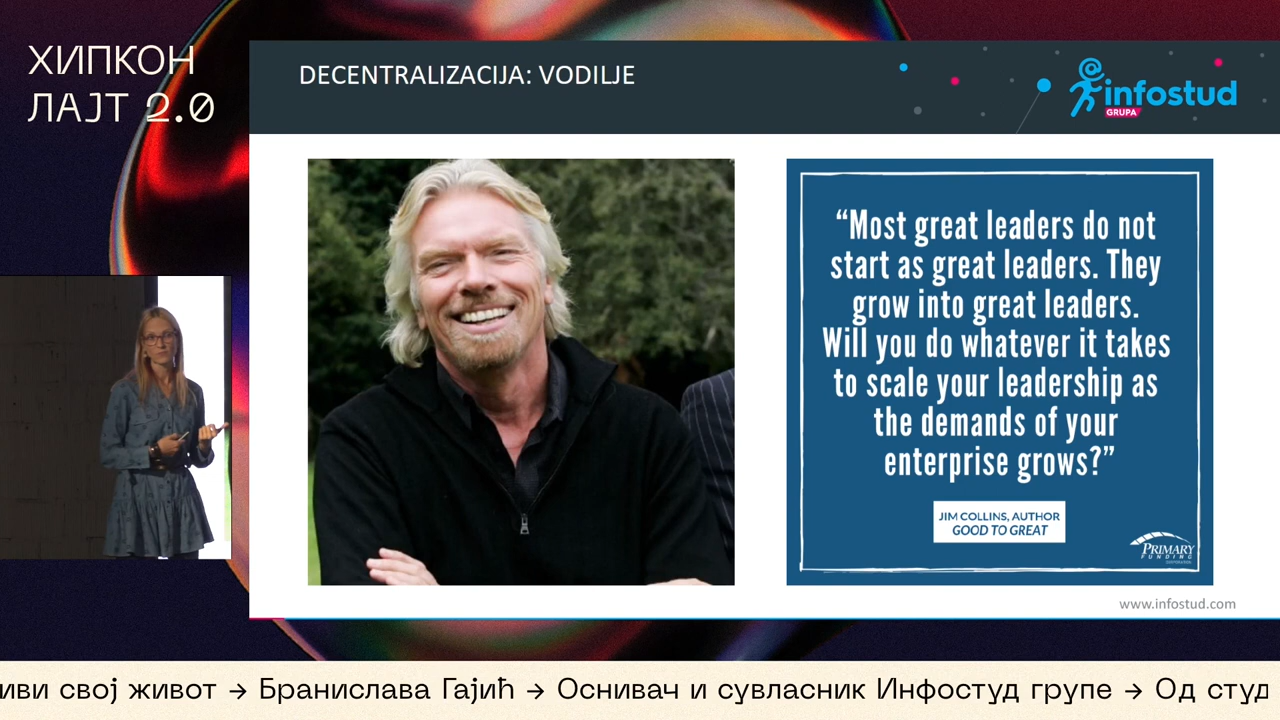 ХИПКОН
ЛАЈТ 2.0
DECENTRALIZACIJA: VODILJE
infostud
GRUPA
“Most great leaders do not
start as great leaders. They
grow into great leaders.
Will you do whatever it takes
to scale your leadership as
the demands of your
enterprise grows?”
JIM COLLINS, AUTHOR
GOOD TO GREAT
PRIMARY
FUNDING
CORPORATION
www.infostud.com
иви свој живот → Бранислава Гајић → Оснивач и сувласник Инфостуд групе → Од студ